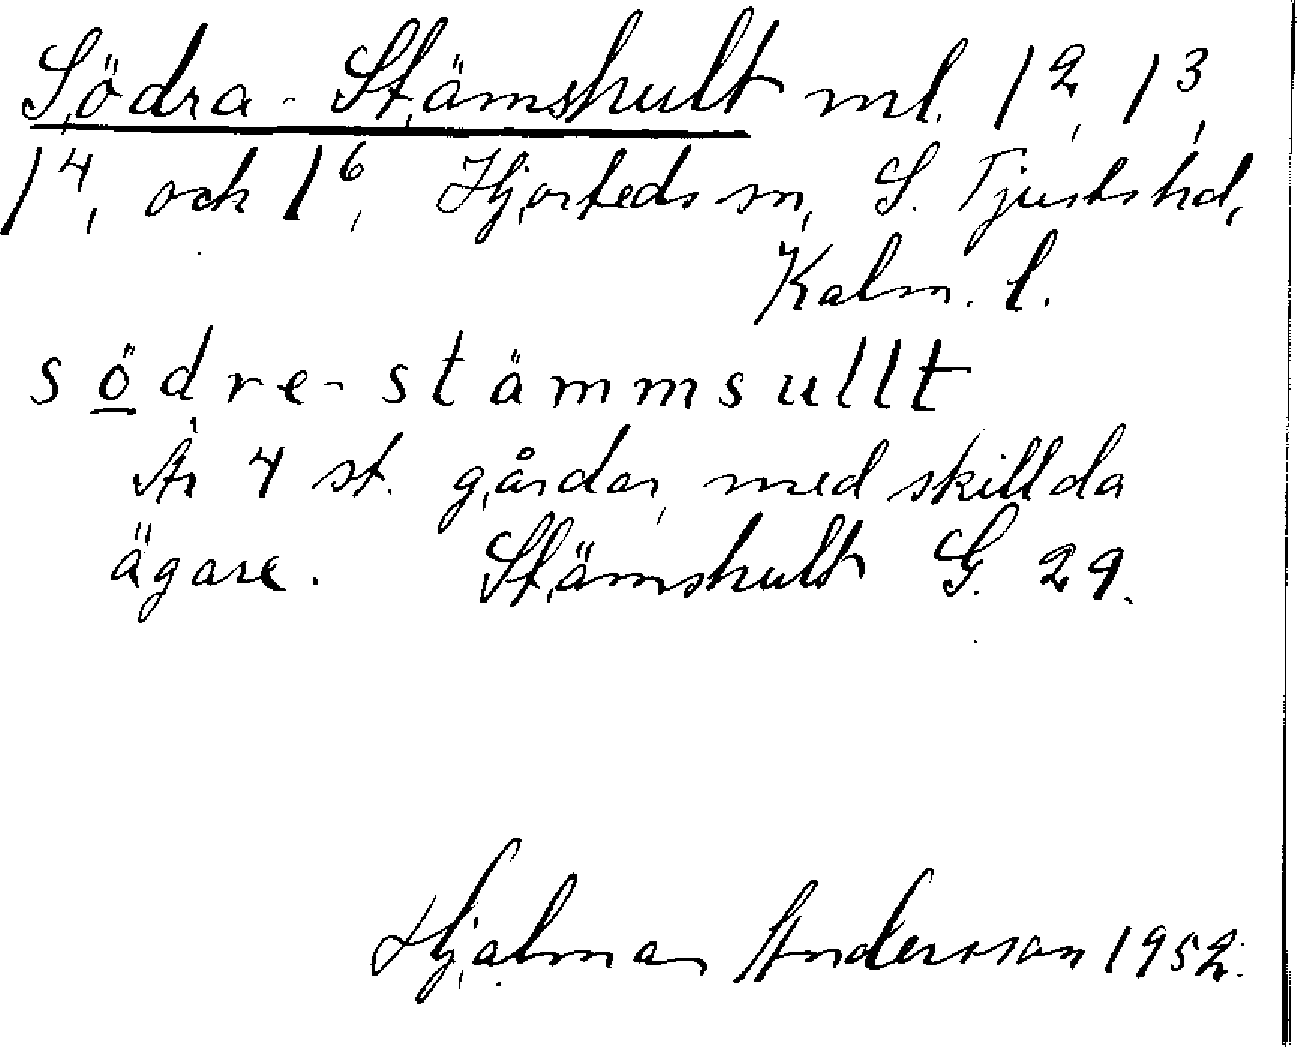 Södra-Stämshult ml. 1², 1³,
1⁴, och 1⁶, Hjorteds sn, S. Tjusts hd,
Kalm. l.
södre-stämmsullt
Är 4 st. gårdar, med skillda
ägare. Stämshult G. 29.
Hjalmar Andersson 1952.